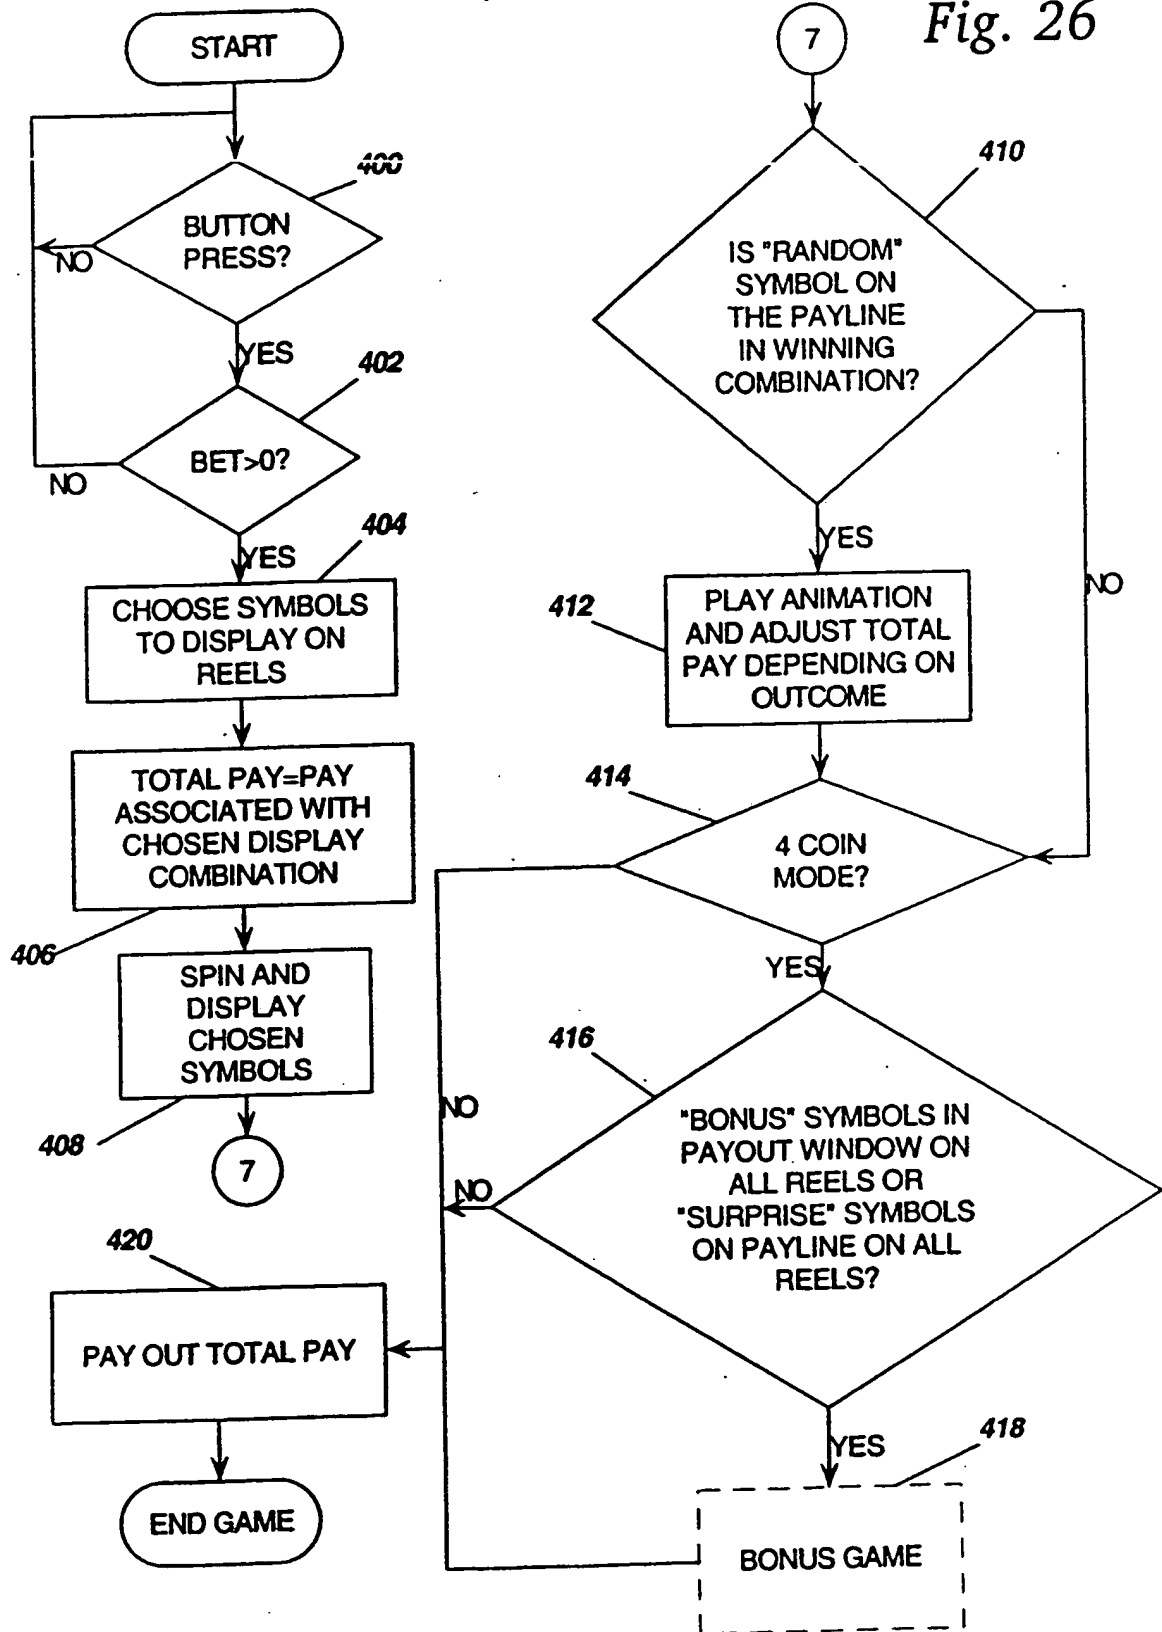 Fig. 26
START
400
BUTTON
PRESS?
NO
YES
402
BET>0?
NO
YES
404
CHOOSE SYMBOLS
TO DISPLAY ON
REELS
TOTAL PAY=PAY
ASSOCIATED WITH
CHOSEN DISPLAY
COMBINATION
406
SPIN AND
DISPLAY
CHOSEN
SYMBOLS
408
7
7
410
IS "RANDOM"
SYMBOL ON
THE PAYLINE
IN WINNING
COMBINATION?
YES
NO
412
PLAY ANIMATION
AND ADJUST TOTAL
PAY DEPENDING ON
OUTCOME
414
4 COIN
MODE?
YES
NO
416
"BONUS" SYMBOLS IN
PAYOUT WINDOW ON
ALL REELS OR
"SURPRISE" SYMBOLS
ON PAYLINE ON ALL
REELS?
NO
YES
418
BONUS GAME
420
PAY OUT TOTAL PAY
END GAME